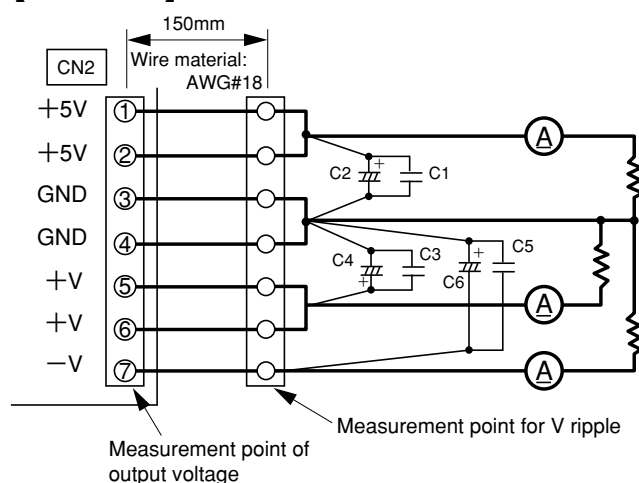 150mm
Wire material:
AWG#18
CN2
+5V
①
+5V
②
GND
③
GND
④
+V
⑤
+V
⑥
−V
⑦
A
C2
+
C1
C4
+
C3
+
C6
C5
A
A
Measurement point for V ripple
Measurement point of
output voltage